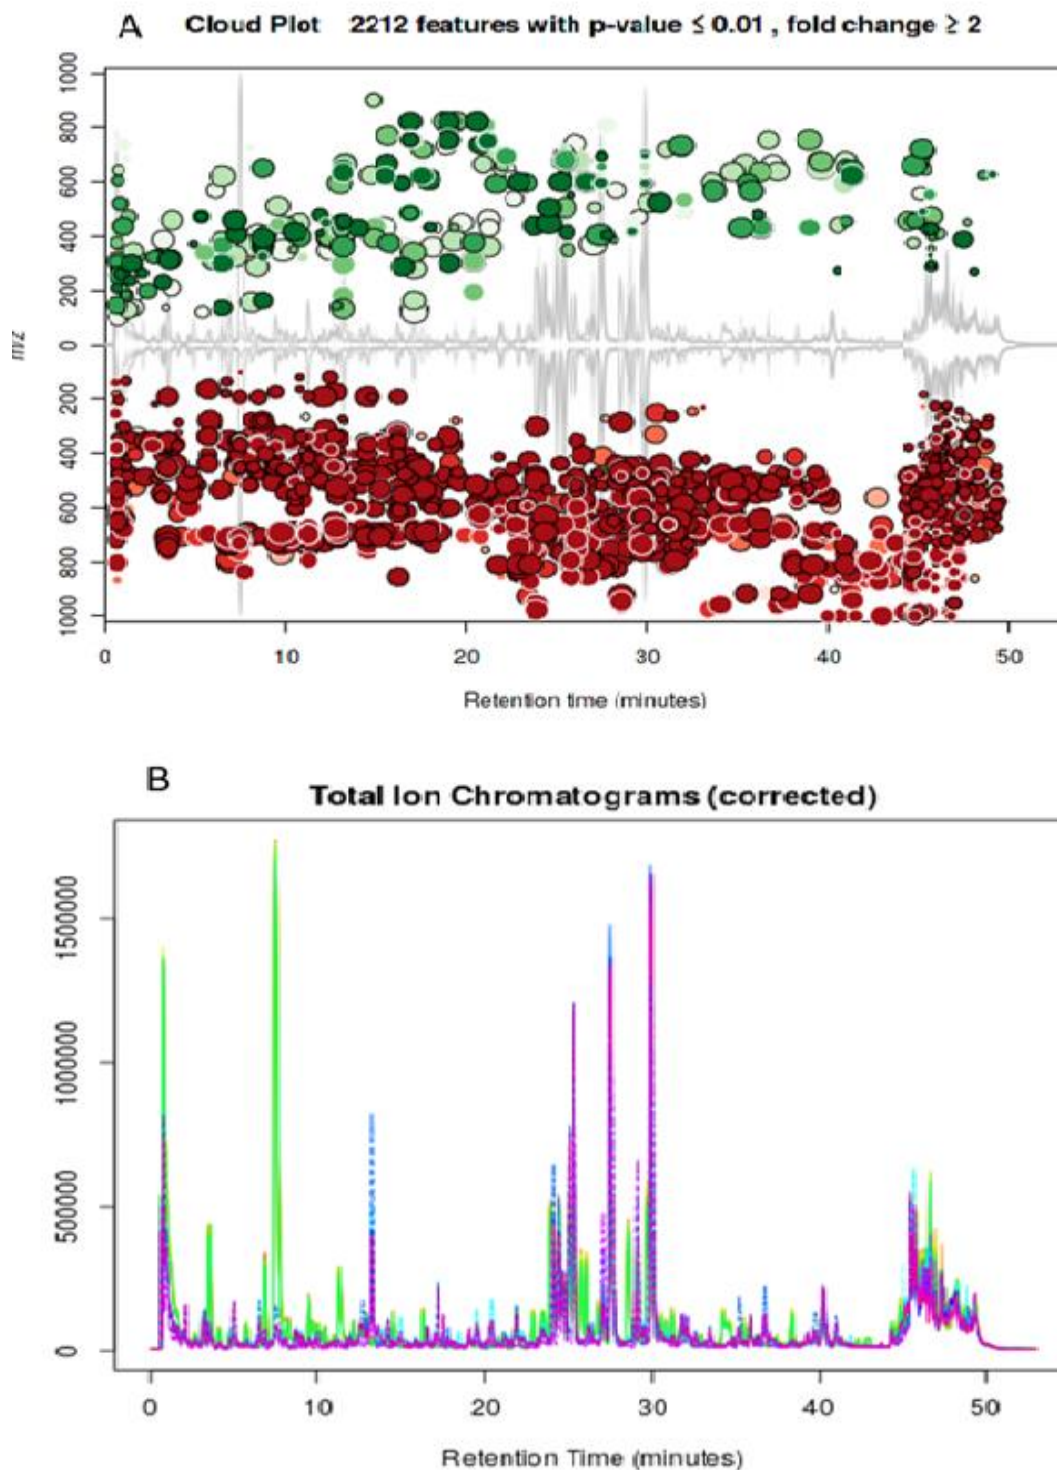 A Cloud Plot 2212 features with p-value ≤ 0.01 , fold change ≥ 2
1000
800
600
400
200
0
200
400
600
800
1000
0 10 20 30 40 50
Retention time (minutes)
B
Total Ion Chromatograms (corrected)
1500000
1000000
500000
0
0 10 20 30 40 50
Retention Time (minutes)